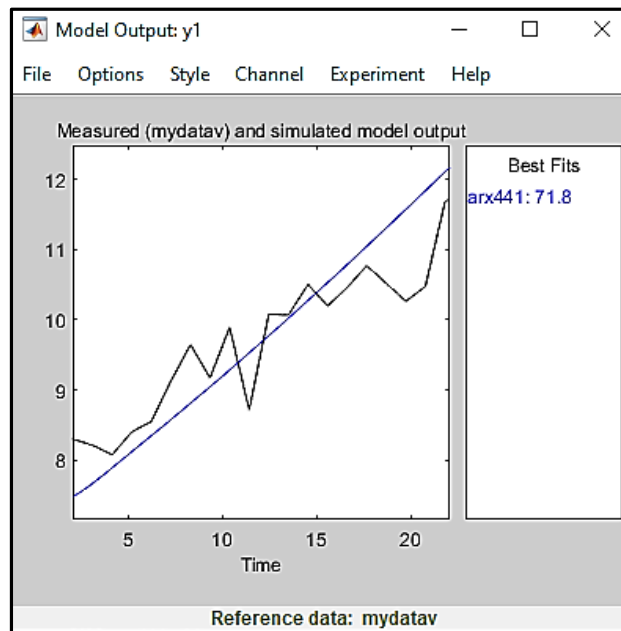 Model Output: y1
File Options Style Channel Experiment Help
Measured (mydatav) and simulated model output
Best Fits
arx441: 71.8
12
11
10
9
8
5 10 15 20
Time
Reference data: mydatav